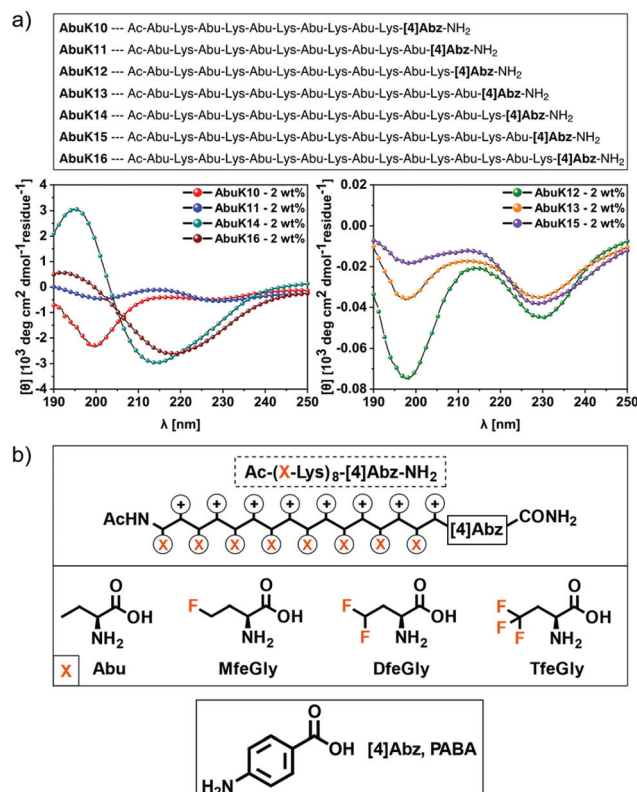 a)
AbuK10 --- Ac-Abu-Lys-Abu-Lys-Abu-Lys-Abu-Lys-Abu-Lys-[4]Abz-NH₂
AbuK11 --- Ac-Abu-Lys-Abu-Lys-Abu-Lys-Abu-Lys-Abu-Lys-Abu-[4]Abz-NH₂
AbuK12 --- Ac-Abu-Lys-Abu-Lys-Abu-Lys-Abu-Lys-Abu-Lys-Abu-Lys-[4]Abz-NH₂
AbuK13 --- Ac-Abu-Lys-Abu-Lys-Abu-Lys-Abu-Lys-Abu-Lys-Abu-Lys-Abu-[4]Abz-NH₂
AbuK14 --- Ac-Abu-Lys-Abu-Lys-Abu-Lys-Abu-Lys-Abu-Lys-Abu-Lys-Abu-Lys-[4]Abz-NH₂
AbuK15 --- Ac-Abu-Lys-Abu-Lys-Abu-Lys-Abu-Lys-Abu-Lys-Abu-Lys-Abu-Lys-Abu-[4]Abz-NH₂
AbuK16 --- Ac-Abu-Lys-Abu-Lys-Abu-Lys-Abu-Lys-Abu-Lys-Abu-Lys-Abu-Lys-Abu-Lys-[4]Abz-NH₂
[θ] [10³ deg cm² dmol⁻¹residue⁻¹]
4
3
2
1
0
-1
-2
-3
-4
AbuK10 - 2 wt%
AbuK11 - 2 wt%
AbuK14 - 2 wt%
AbuK16 - 2 wt%
190 200 210 220 230 240 250
λ [nm]
[θ] [10³ deg cm² dmol⁻¹residue⁻¹]
0.02
0.00
-0.02
-0.04
-0.06
-0.08
AbuK12 - 2 wt%
AbuK13 - 2 wt%
AbuK15 - 2 wt%
190 200 210 220 230 240 250
λ [nm]
b)
Ac-(X-Lys)₈-[4]Abz-NH₂
+ + + + + + +
AcHN [4]Abz CONH₂
X X X X X X X
O OH NH₂
F O OH NH₂
F F O OH NH₂
F F F O OH NH₂
X Abu MfeGly DfeGly TfeGly
O
OH [4]Abz, PABA
H₂N